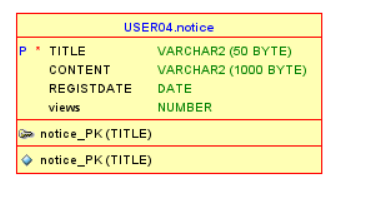 USER04.notice
P * TITLE VARCHAR2 (50 BYTE)
CONTENT VARCHAR2 (1000 BYTE)
REGISTDATE DATE
views NUMBER
notice_PK (TITLE)
notice_PK (TITLE)